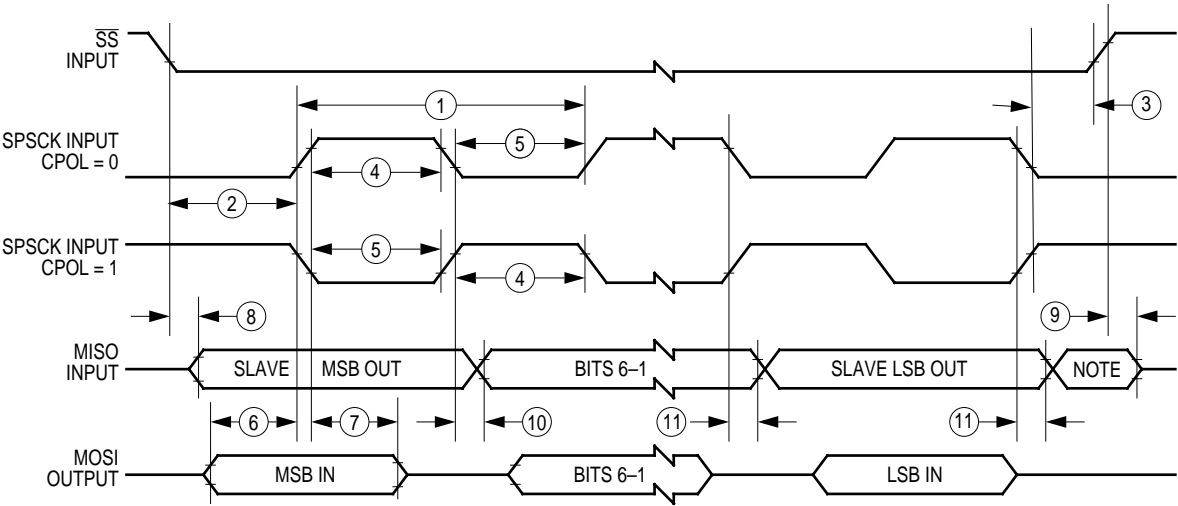 SS
INPUT
1
3
SPSCK INPUT
CPOL = 0
5
4
2
SPSCK INPUT
CPOL = 1
5
4
8
9
MISO
INPUT
SLAVE MSB OUT
BITS 6–1
SLAVE LSB OUT
NOTE
6
7
10
11
11
MOSI
OUTPUT
MSB IN
BITS 6–1
LSB IN